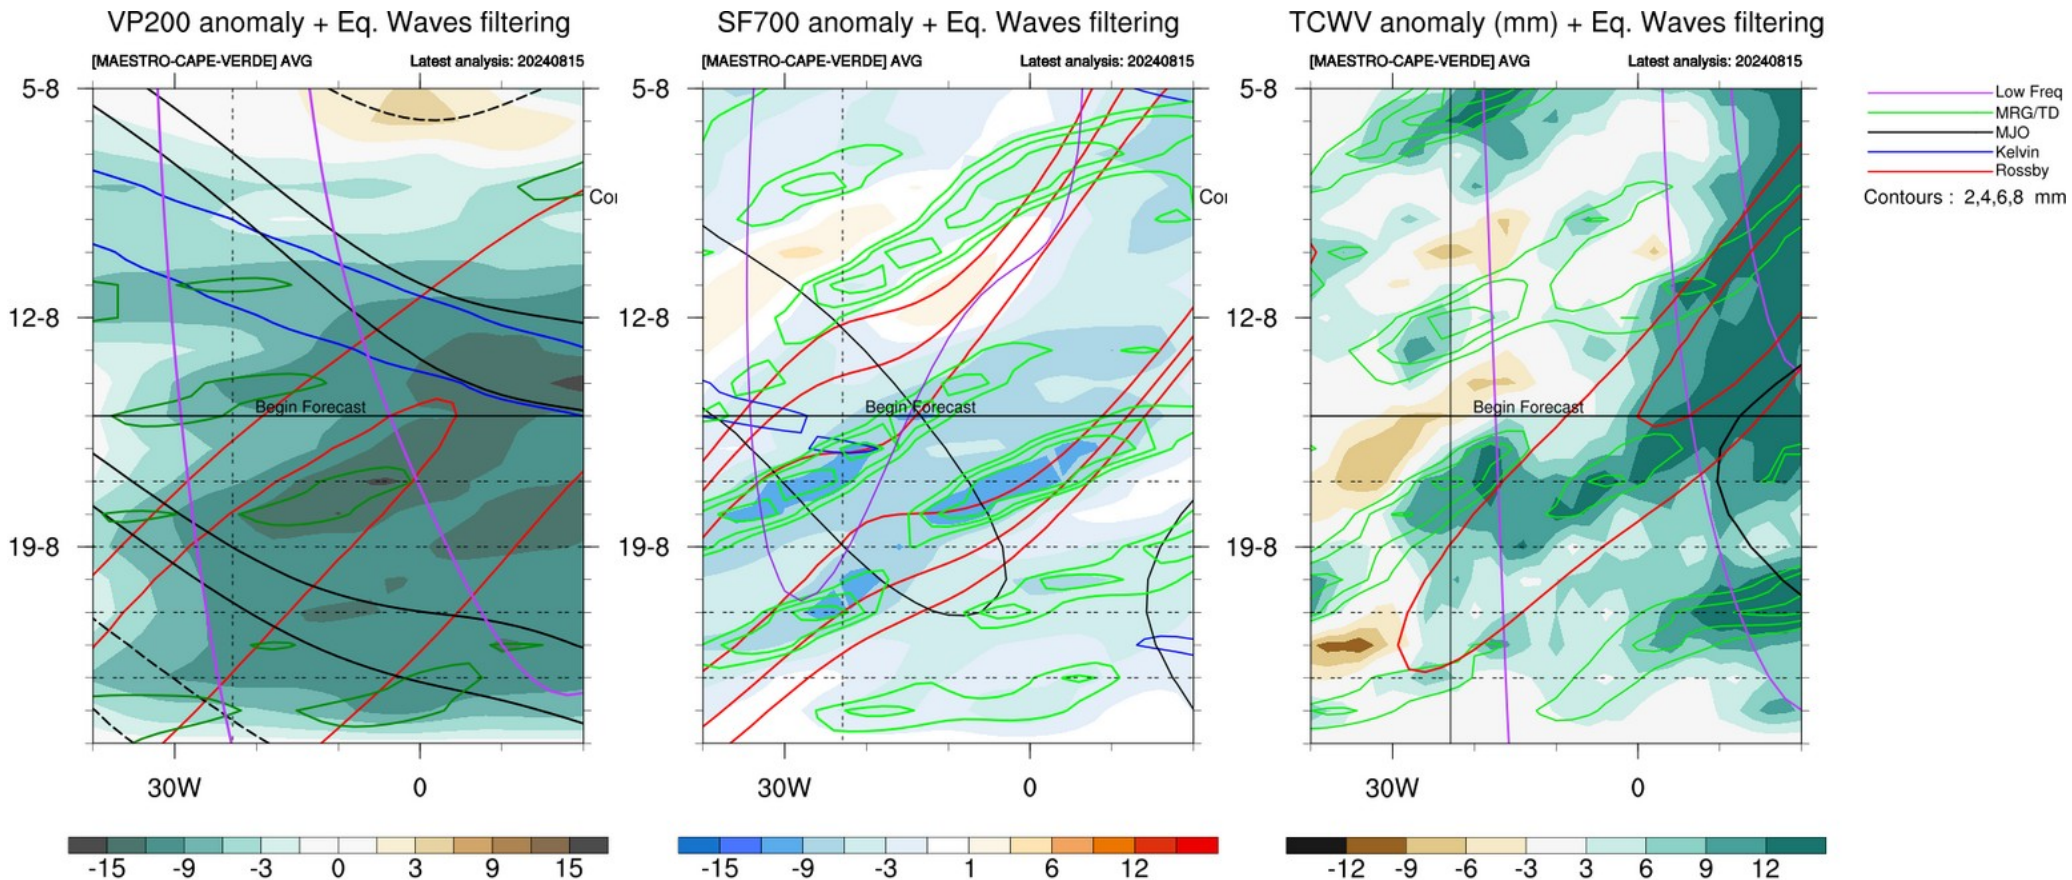 VP200 anomaly + Eq. Waves filtering
[MAESTRO-CAPE-VERDE] AVG Latest analysis: 20240815
5-8
12-8
19-8
Begin Forecast
Cor
30W 0
-15 -9 -3 0 3 9 15
SF700 anomaly + Eq. Waves filtering
[MAESTRO-CAPE-VERDE] AVG Latest analysis: 20240815
5-8
12-8
19-8
Begin Forecast
Cor
30W 0
-15 -9 -3 1 6 12
TCWV anomaly (mm) + Eq. Waves filtering
[MAESTRO-CAPE-VERDE] AVG Latest analysis: 20240815
5-8
12-8
19-8
Begin Forecast
30W 0
-12 -9 -6 -3 3 6 9 12
Low Freq
MRG/TD
MJO
Kelvin
Rossby
Contours : 2,4,6,8 mm